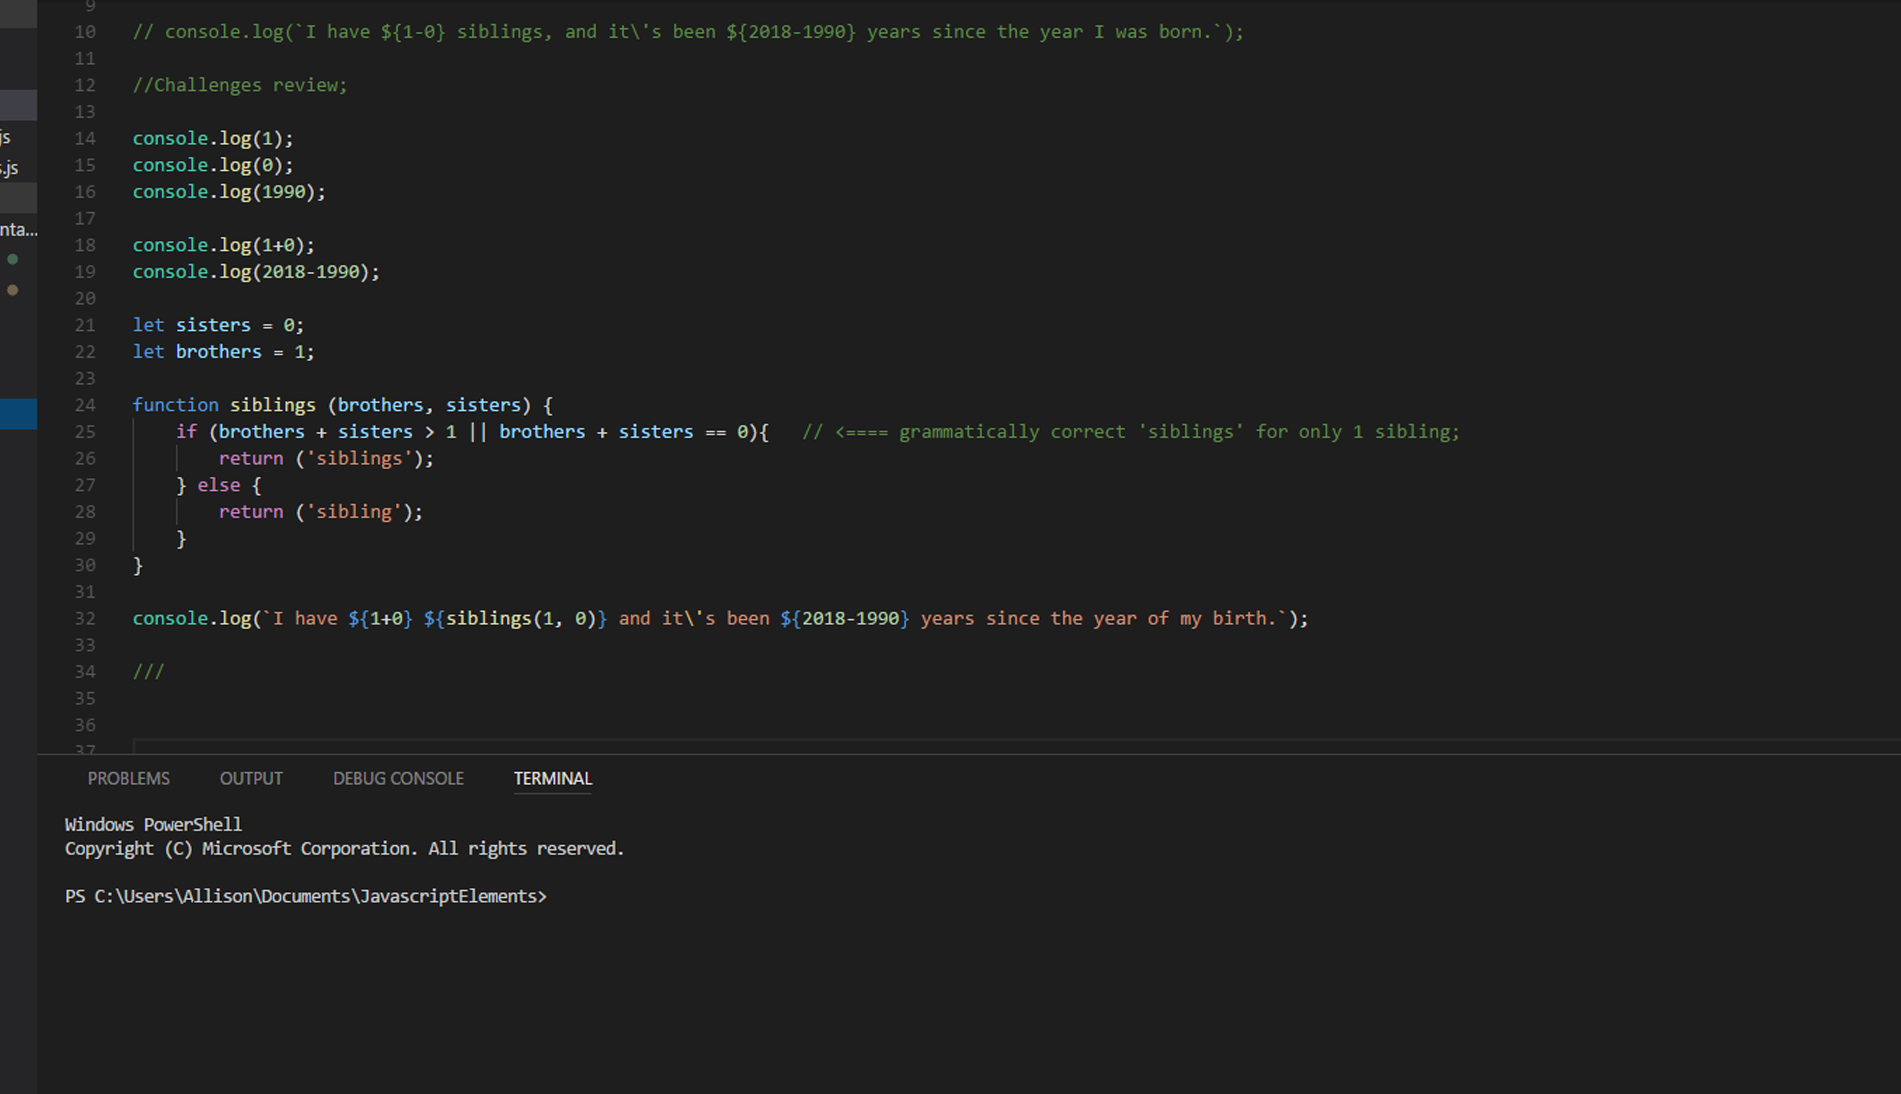 9
10 // console.log(`I have ${1-0} siblings, and it\'s been ${2018-1990} years since the year I was born.`);
11
12 //Challenges review;
13
js
14 console.log(1);
15 console.log(0);
.js
16 console.log(1990);
17
nta...
18 console.log(1+0);
19 console.log(2018-1990);
20
21 let sisters = 0;
22 let brothers = 1;
23
24 function siblings (brothers, sisters) {
25 if (brothers + sisters > 1 || brothers + sisters == 0){ // <==== grammatically correct 'siblings' for only 1 sibling;
26 return ('siblings');
27 } else {
28 return ('sibling');
29 }
30 }
31
32 console.log(`I have ${1+0} ${siblings(1, 0)} and it\'s been ${2018-1990} years since the year of my birth.`);
33
34 ///
35
36
37
PROBLEMS OUTPUT DEBUG CONSOLE TERMINAL
Windows PowerShell
Copyright (C) Microsoft Corporation. All rights reserved.
PS C:\Users\Allison\Documents\JavascriptElements>